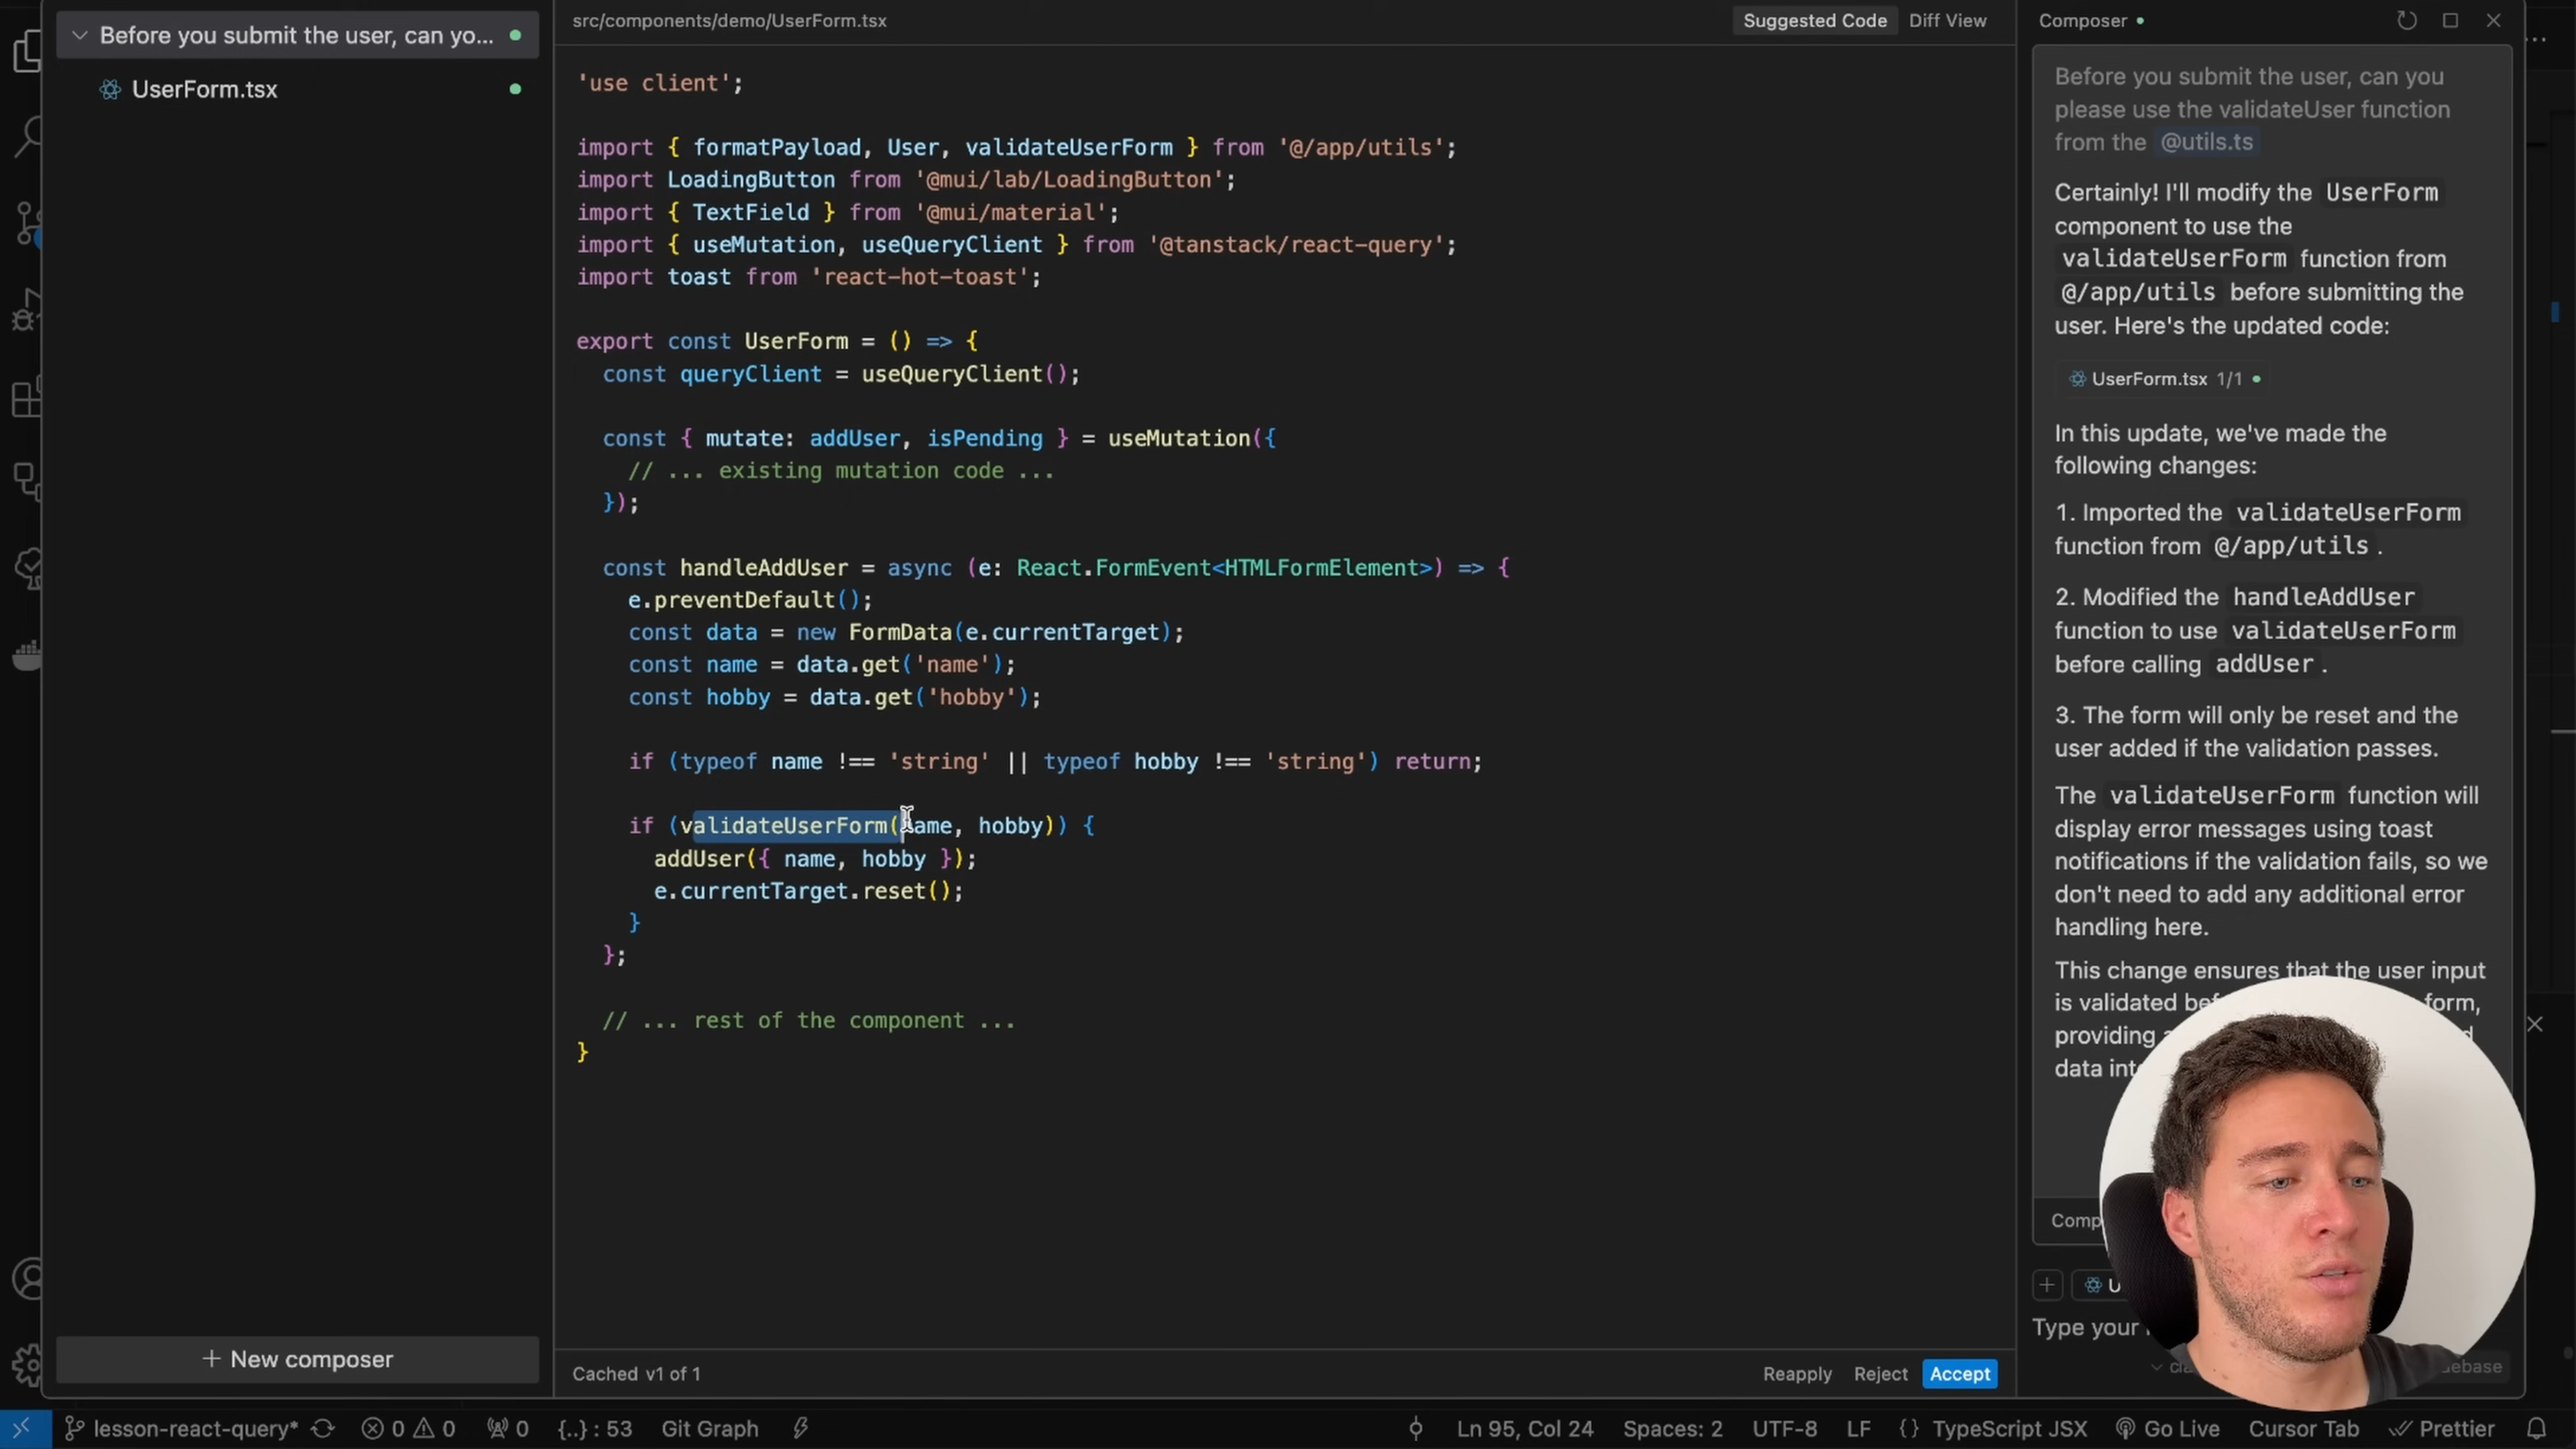 Before you submit the user, can yo...
UserForm.tsx
+ New composer
src/components/demo/UserForm.tsx
Suggested Code
Diff View
'use client';
import { formatPayload, User, validateUserForm } from '@/app/utils';
import LoadingButton from '@mui/lab/LoadingButton';
import { TextField } from '@mui/material';
import { useMutation, useQueryClient } from '@tanstack/react-query';
import toast from 'react-hot-toast';
export const UserForm = () => {
const queryClient = useQueryClient();
const { mutate: addUser, isPending } = useMutation({
// ... existing mutation code ...
});
const handleAddUser = async (e: React.FormEvent<HTMLFormElement>) => {
e.preventDefault();
const data = new FormData(e.currentTarget);
const name = data.get('name');
const hobby = data.get('hobby');
if (typeof name !== 'string' || typeof hobby !== 'string') return;
if (validateUserForm(name, hobby)) {
addUser({ name, hobby });
e.currentTarget.reset();
}
};
// ... rest of the component ...
}
Cached v1 of 1
Reapply
Reject
Accept
Composer
Before you submit the user, can you
please use the validateUser function
from the @utils.ts
Certainly! I'll modify the UserForm
component to use the
validateUserForm function from
@/app/utils before submitting the
user. Here's the updated code:
UserForm.tsx 1/1
In this update, we've made the
following changes:
1. Imported the validateUserForm
function from @/app/utils.
2. Modified the handleAddUser
function to use validateUserForm
before calling addUser.
3. The form will only be reset and the
user added if the validation passes.
The validateUserForm function will
display error messages using toast
notifications if the validation fails, so we
don't need to add any additional error
handling here.
This change ensures that the user input
is validated form,
providing
data
Type your
lesson-react-query*
0
0
0
{..} : 53
Git Graph
Ln 95, Col 24
Spaces: 2
UTF-8
LF
{} TypeScript JSX
Go Live
Cursor Tab
Prettier